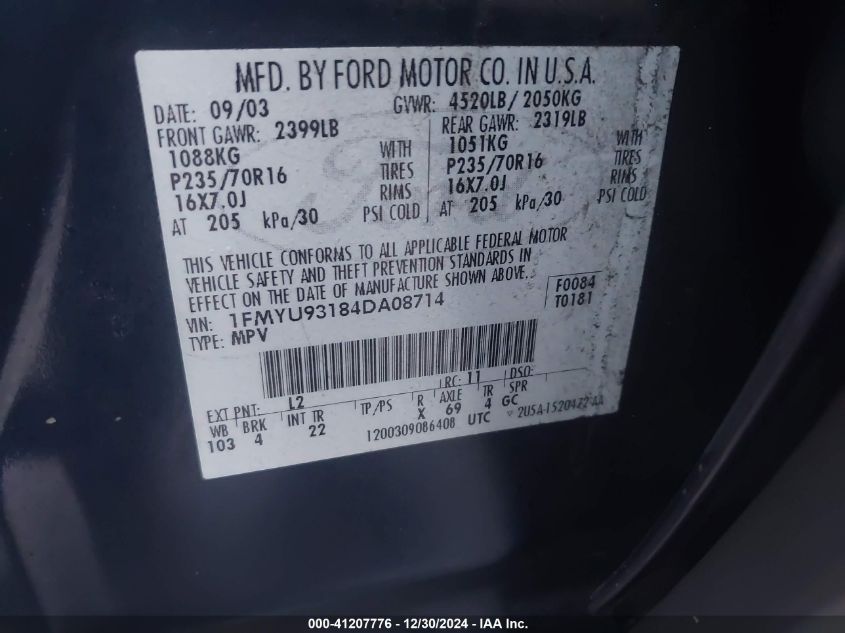 MFD. BY FORD MOTOR CO. IN U.S.A.
DATE: 09/03 GVWR: 4520LB/ 2050KG
FRONT GAWR: 2399LB REAR GAWR: 2319LB
1088KG WITH 1051KG WITH
P235/70R16 TIRES P235/70R16 TIRES
16X7.0J RIMS 16X7.0J RIMS
AT 205 kPa/30 PSI COLD AT 205 kPa/30 PSI COLD
Ford
THIS VEHICLE CONFORMS TO ALL APPLICABLE FEDERAL MOTOR
VEHICLE SAFETY AND THEFT PREVENTION STANDARDS IN
EFFECT ON THE DATE OF MANUFACTURE SHOWN ABOVE.
F0084
T0181
VIN: 1FMYU93184DA08714
TYPE: MPV
EXT PNT: L2 RC: 11 DSO:
WB BRK INT TR TP/PS R AXLE TR SPR
103 4 22 X 69 4 GC
1200309086408 UTC 2U5A-1520472-AA
000-41207776 - 12/30/2024 - IAA Inc.